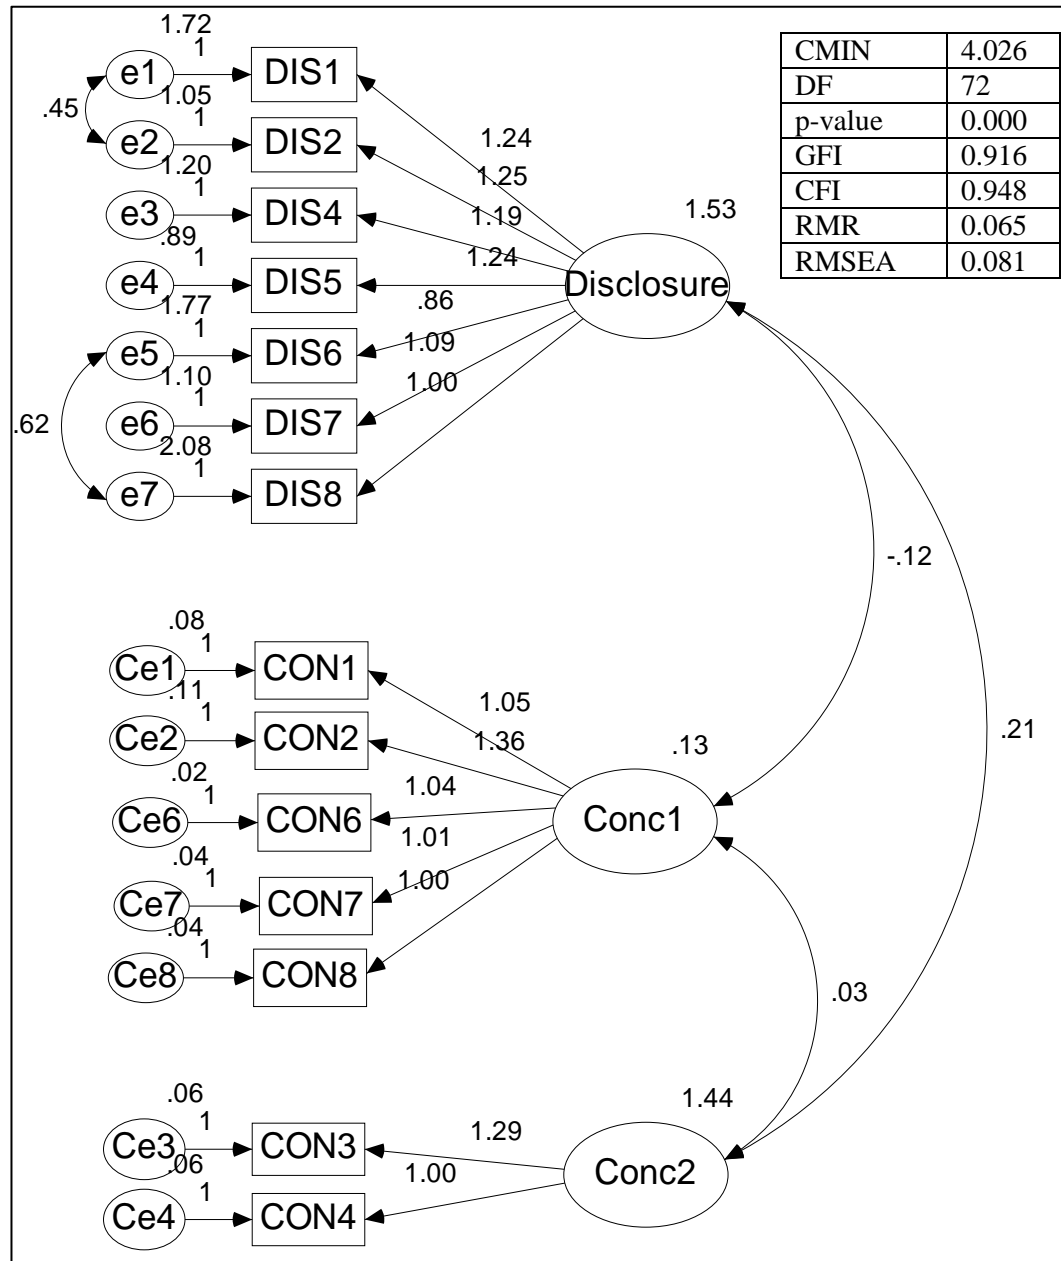 1.72
1
e1
DIS1
CMIN 4.026
DF 72
p-value 0.000
GFI 0.916
CFI 0.948
RMR 0.065
RMSEA 0.081
.45
1.05
1
e2
DIS2
1.24
1.25
1.20
1
e3
DIS4
1.19
1.53
.89
1
e4
DIS5
1.24
Disclosure
1.77
1
e5
DIS6
.86
1.10
1
e6
DIS7
1.09
.62
2.08
1
e7
DIS8
1.00
-.12
.21
.08
1
Ce1
CON1
1.05
.11
1
Ce2
CON2
1.36
.13
.02
1
Ce6
CON6
1.04
Conc1
.04
1
Ce7
CON7
1.01
.04
1
Ce8
CON8
1.00
.03
.06
1
Ce3
CON3
1.29
1.44
.06
1
Ce4
CON4
1.00
Conc2